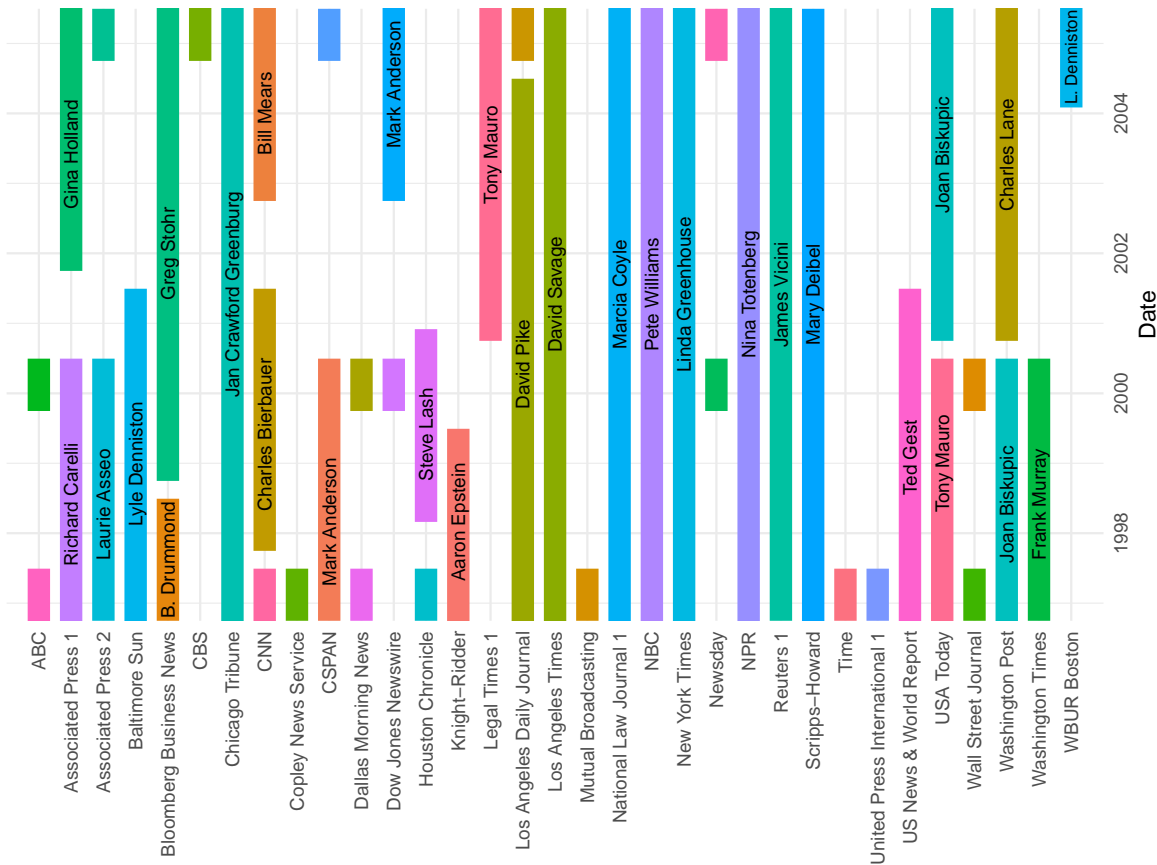 Gina Holland
Richard Carelli
Laurie Asseo
Lyle Denniston
Greg Stohr
B. Drummond
Jan Crawford Greenburg
Bill Mears
Charles Bierbauer
Mark Anderson
Mark Anderson
Steve Lash
Aaron Epstein
Tony Mauro
David Pike
David Savage
Marcia Coyle
Pete Williams
Linda Greenhouse
Nina Totenberg
James Vicini
Mary Deibel
Ted Gest
Joan Biskupic
Tony Mauro
Charles Lane
Joan Biskupic
Frank Murray
L. Denniston
ABC
Associated Press 1
Associated Press 2
Baltimore Sun
Bloomberg Business News
CBS
Chicago Tribune
CNN
Copley News Service
CSPAN
Dallas Morning News
Dow Jones Newswire
Houston Chronicle
Knight−Ridder
Legal Times 1
Los Angeles Daily Journal
Los Angeles Times
Mutual Broadcasting
National Law Journal 1
NBC
New York Times
Newsday
NPR
Reuters 1
Scripps−Howard
Time
United Press International 1
US News & World Report
USA Today
Wall Street Journal
Washington Post
Washington Times
WBUR Boston
1998
2000
2002
2004
Date